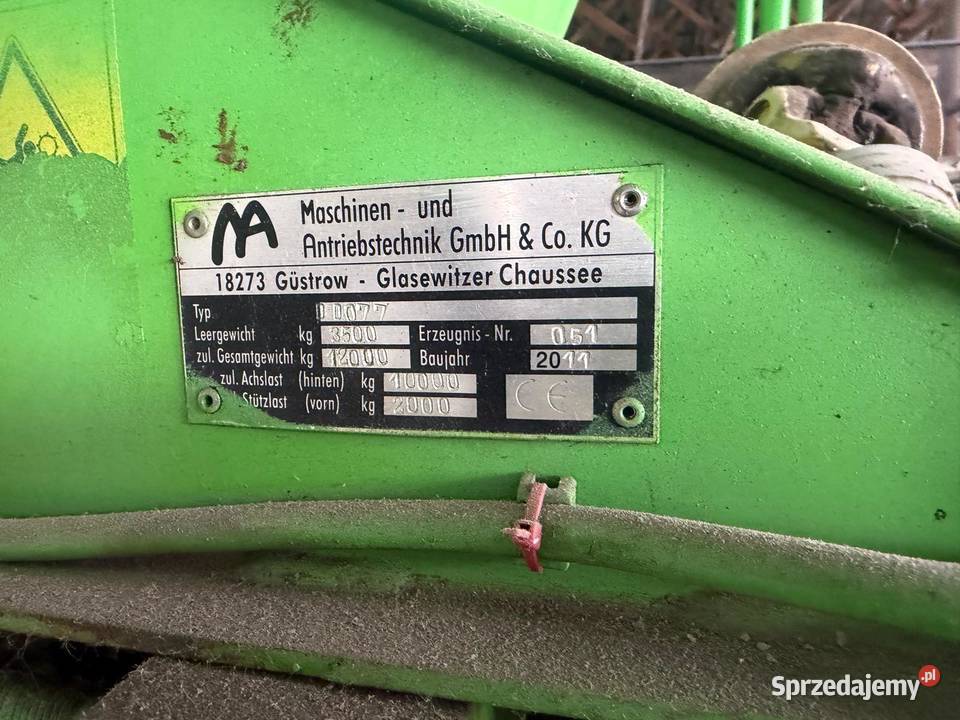 MA
Maschinen - und
Antriebstechnik GmbH & Co. KG
18273 Güstrow - Glasewitzer Chaussee
Typ DD077
Leergewicht kg 3500 Erzeugnis - Nr. 051
zul. Gesamtgewicht kg 12000 Baujahr 2011
zul. Achslast (hinten) kg 10000
Stützlast (vorn) kg 2000
CE
Sprzedajemy.pl